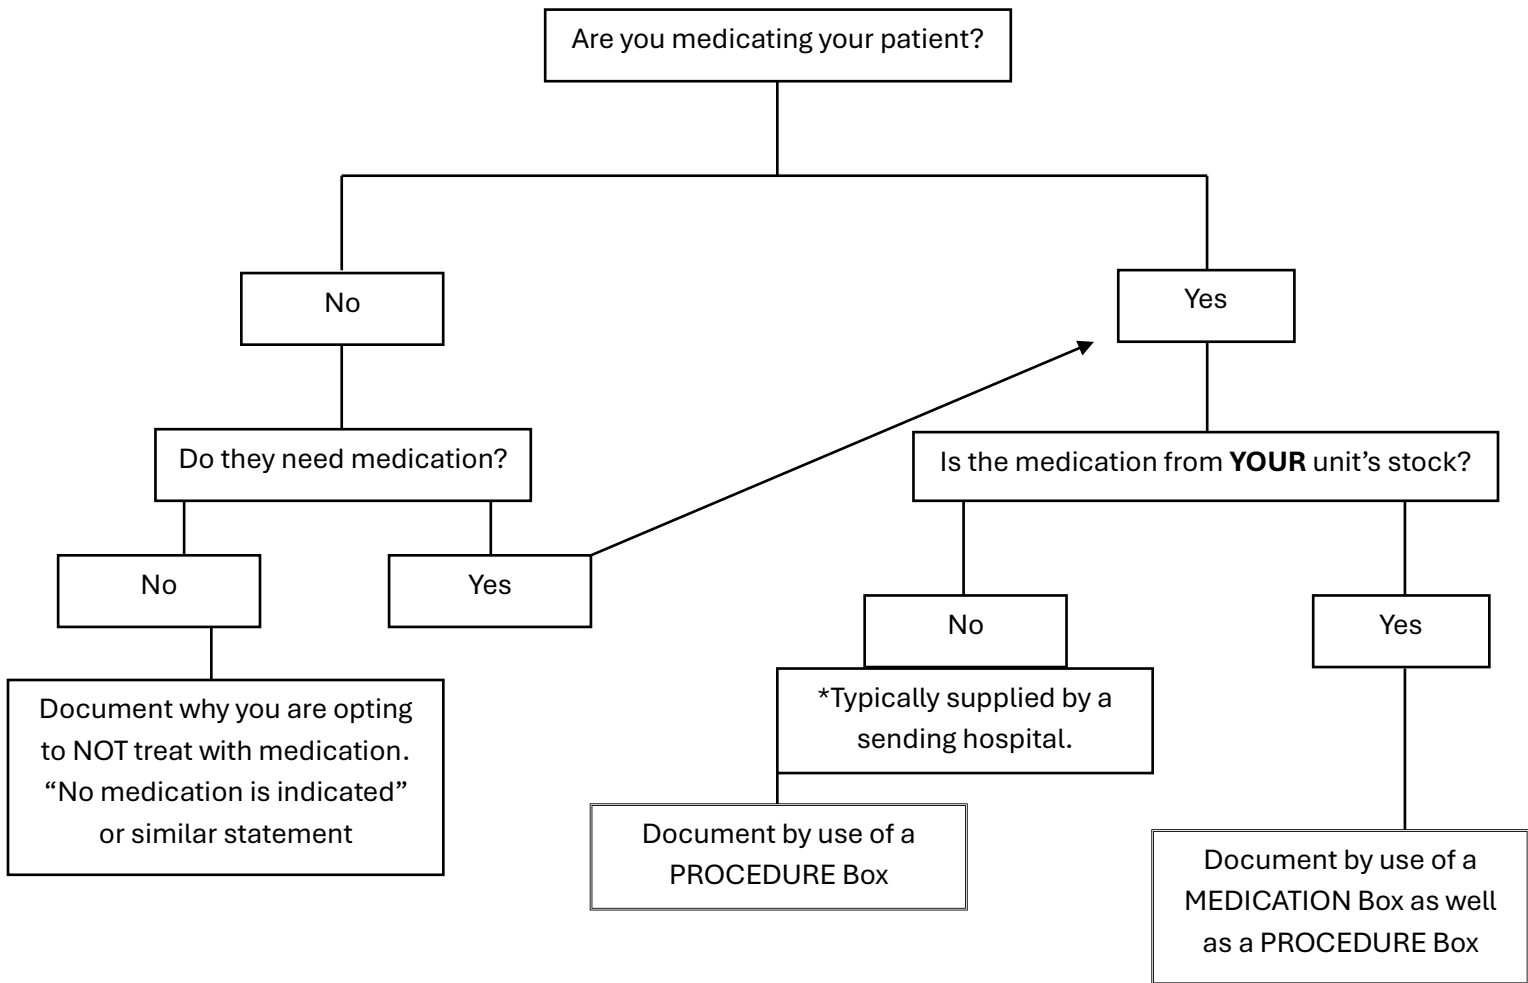 Are you medicating your patient?
No
Yes
Do they need medication?
Is the medication from YOUR unit’s stock?
No
Yes
No
Yes
Document why you are opting
to NOT treat with medication.
“No medication is indicated”
or similar statement
*Typically supplied by a
sending hospital.
Document by use of a
PROCEDURE Box
Document by use of a
MEDICATION Box as well
as a PROCEDURE Box